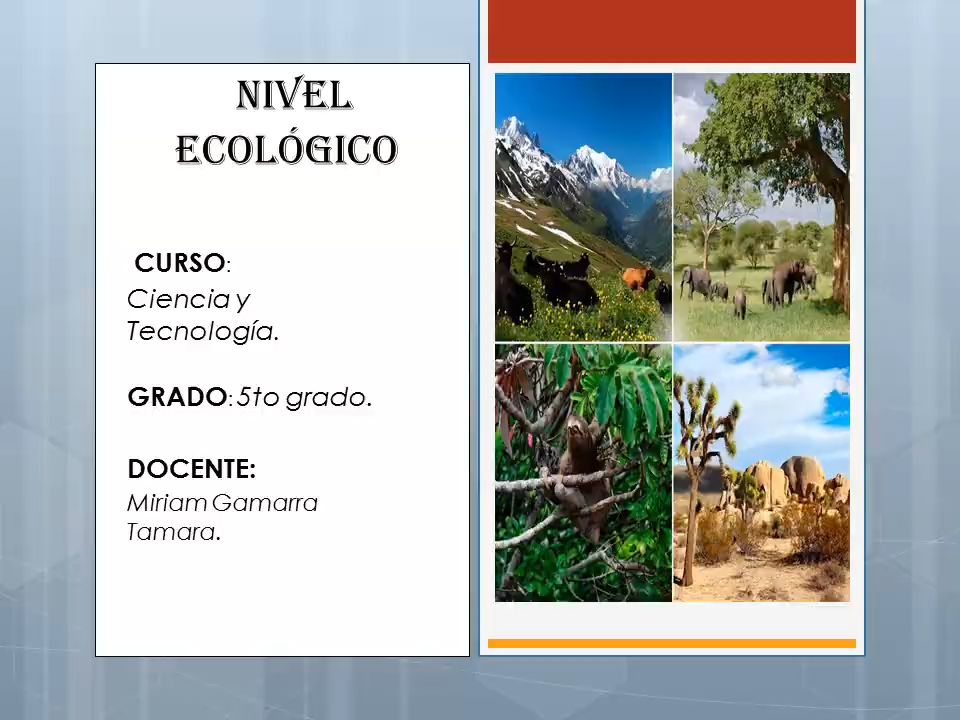 NIVEL
ECOLÓGICO
CURSO:
Ciencia y
Tecnología.
GRADO: 5to grado.
DOCENTE:
Miriam Gamarra
Tamara.